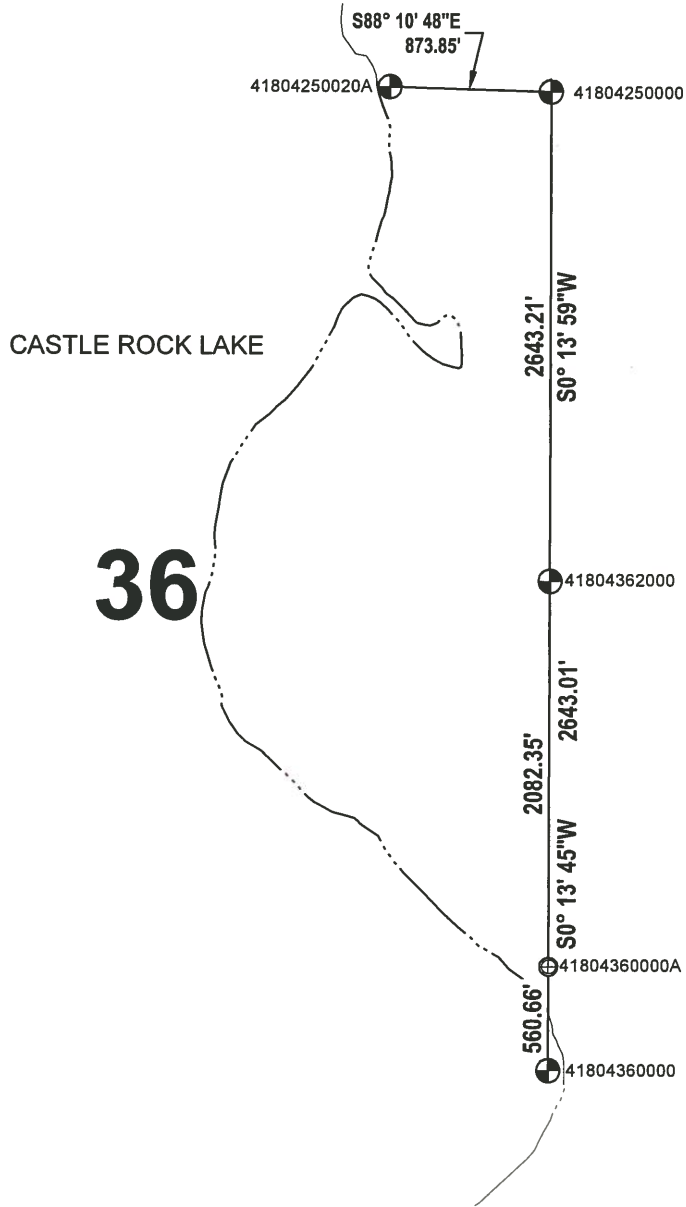 S88° 10' 48"E
873.85'
41804250020A
41804250000
2643.21'
S0° 13' 59"W
CASTLE ROCK LAKE
36
41804362000
2643.01'
2082.35'
S0° 13' 45"W
41804360000A
560.66'
41804360000